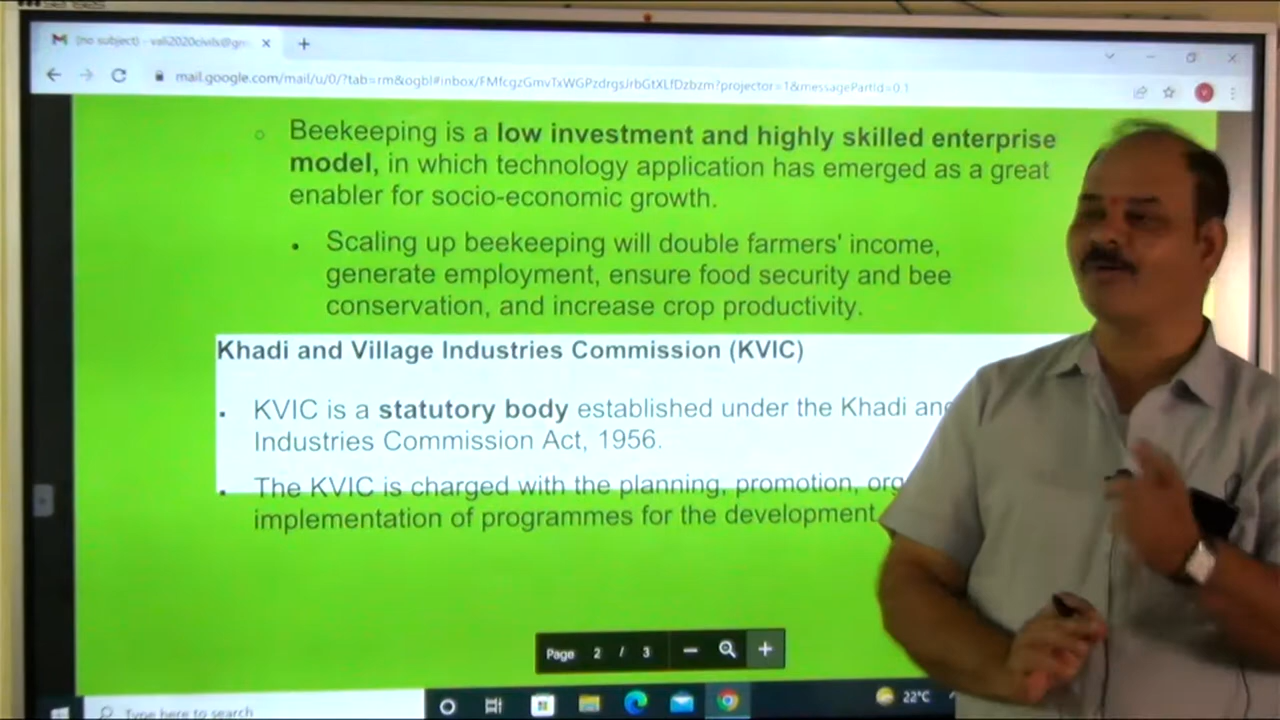 (no subject) - vali2020civils@gm
mail.google.com/mail/u/0/?tab=rm&ogbl#inbox/FMfcgzGmvTxWGPzdrgsJrbGtXLfDzbzm?projector=1&messagePartId=0.1
Beekeeping is a low investment and highly skilled enterprise
model, in which technology application has emerged as a great
enabler for socio-economic growth.
Scaling up beekeeping will double farmers' income,
generate employment, ensure food security and bee
conservation, and increase crop productivity.
Khadi and Village Industries Commission (KVIC)
KVIC is a statutory body established under the Khadi and
Industries Commission Act, 1956.
The KVIC is charged with the planning, promotion, org
implementation of programmes for the development
Page 2 / 3
Type here to search
22°C